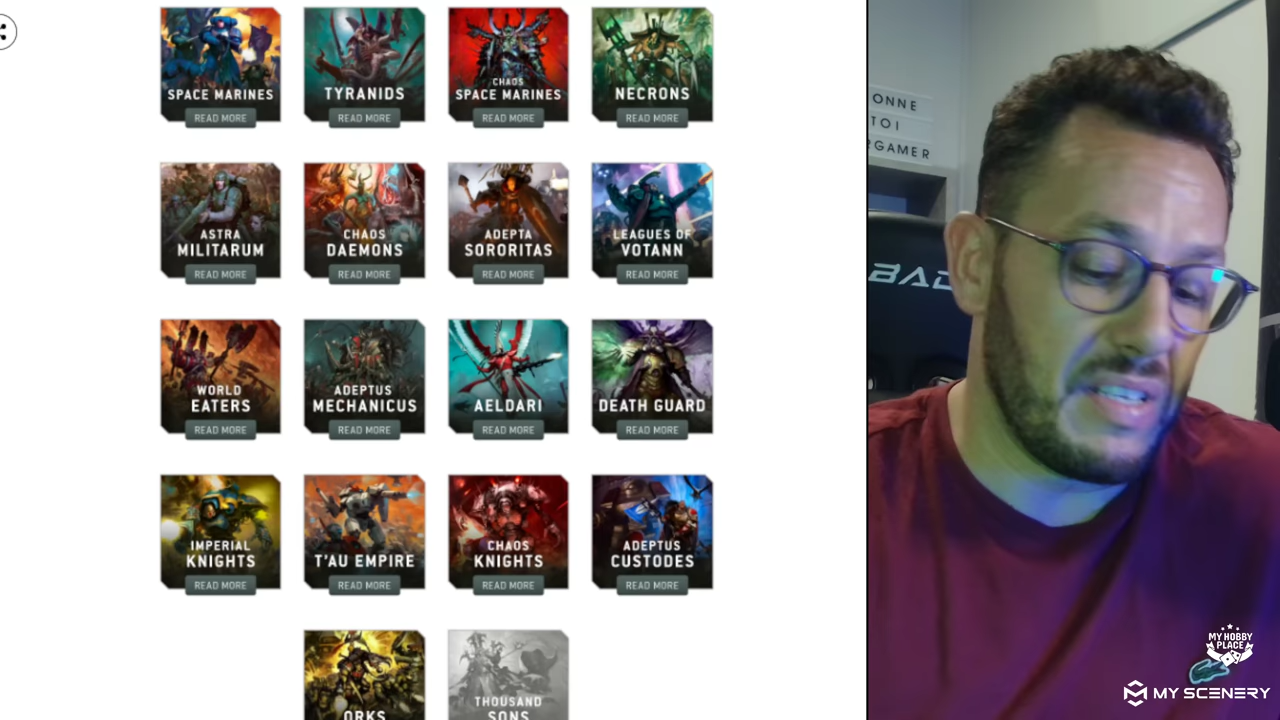 SPACE MARINES
READ MORE
TYRANIDS
READ MORE
CHAOS
SPACE MARINES
READ MORE
NECRONS
READ MORE
ASTRA
MILITARUM
READ MORE
CHAOS
DAEMONS
READ MORE
ADEPTA
SORORITAS
READ MORE
LEAGUES OF
VOTANN
READ MORE
WORLD
EATERS
READ MORE
ADEPTUS
MECHANICUS
READ MORE
AELDARI
READ MORE
DEATH GUARD
READ MORE
IMPERIAL
KNIGHTS
READ MORE
T'AU EMPIRE
READ MORE
CHAOS
KNIGHTS
READ MORE
ADEPTUS
CUSTODES
READ MORE
ORKS
THOUSAND
SONS
ONNE
TOI
RGAMER
BAD
MY HOBBY
PLACE
MY SCENERY